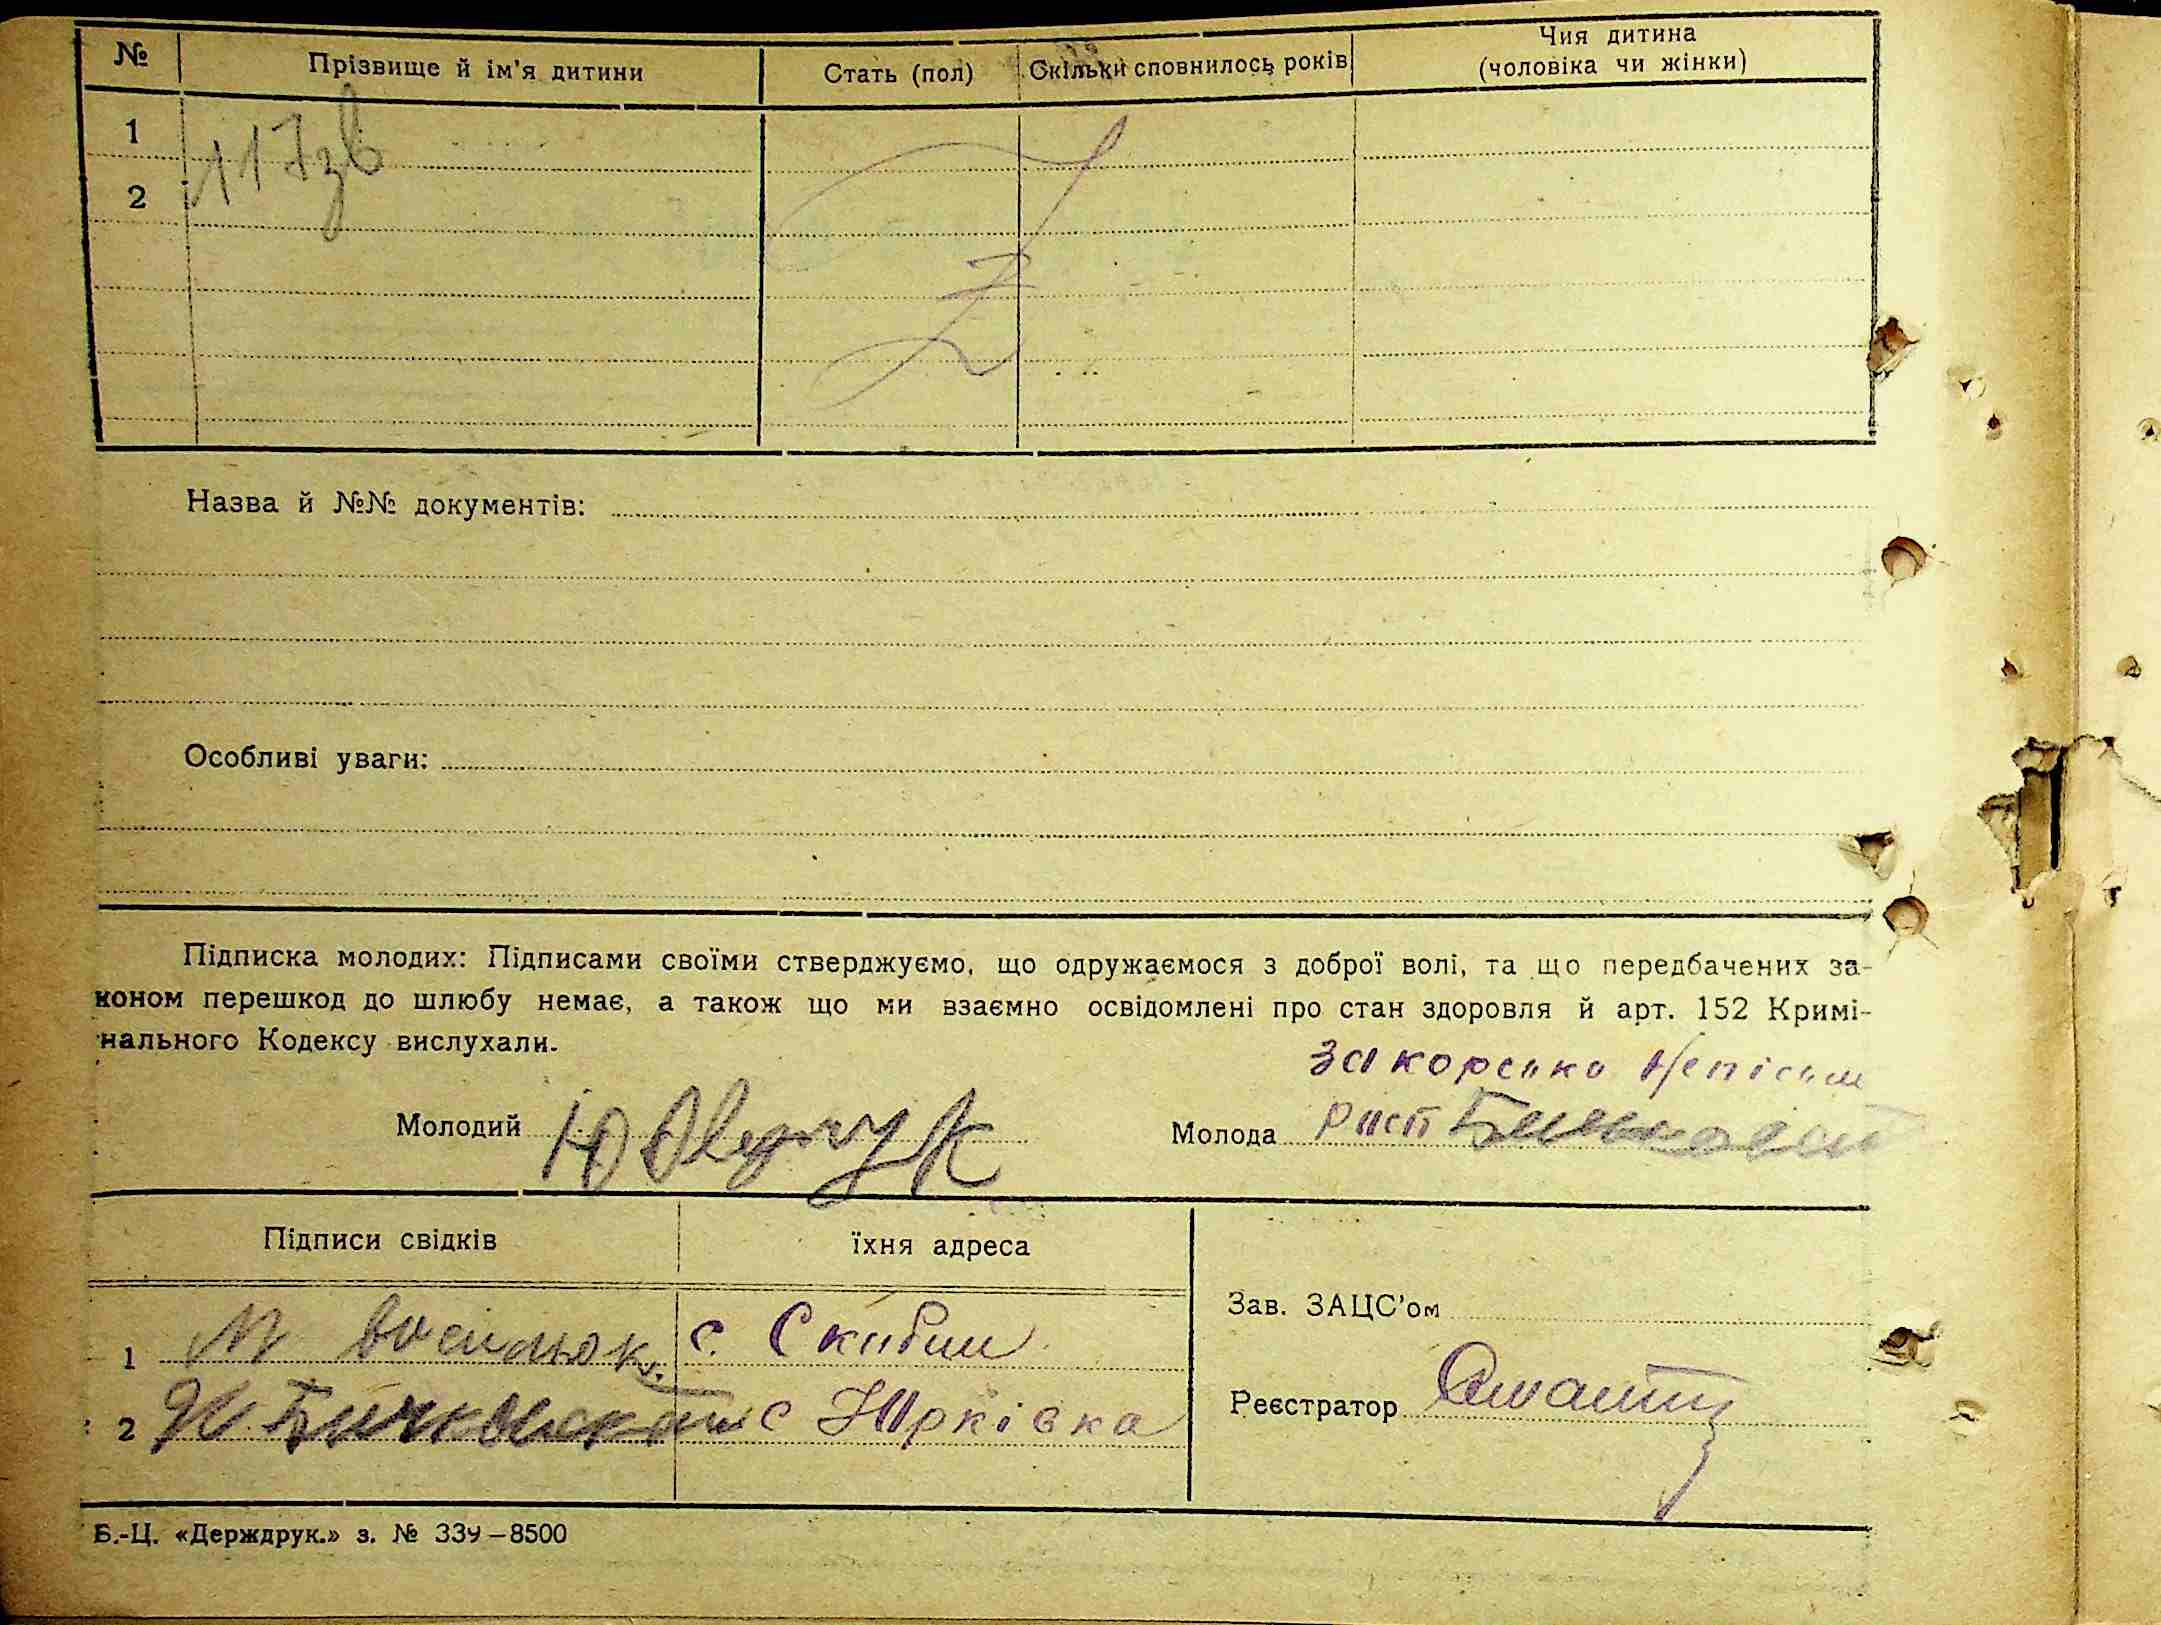 № Прізвище й ім'я дитини Стать (пол) Скільки сповнилось років Чия дитина
(чоловіка чи жінки)
1
117зв
2
Назва й №№ документів:
Особливі уваги:
Підписка молодих: Підписами своїми стверджуємо, що одружаємося з доброї волі, та що передбачених за-
коном перешкод до шлюбу немає, а також що ми взаємно освідомлені про стан здоровля й арт. 152 Кримі-
нального Кодексу вислухали.
Молодий
Молода
Підписи свідків їхня адреса
Зав. ЗАЦС'ом
1 с. Скибин
Реєстратор
2 с Юрківка
Б.-Ц. «Держдрук.» з. № 339–8500